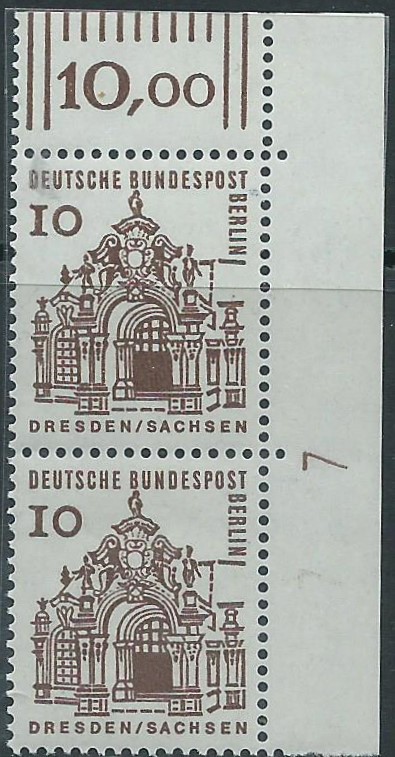 10,00
DEUTSCHE BUNDESPOST
BERLIN
10
DRESDEN/SACHSEN
7
DEUTSCHE BUNDESPOST
BERLIN
10
DRESDEN/SACHSEN